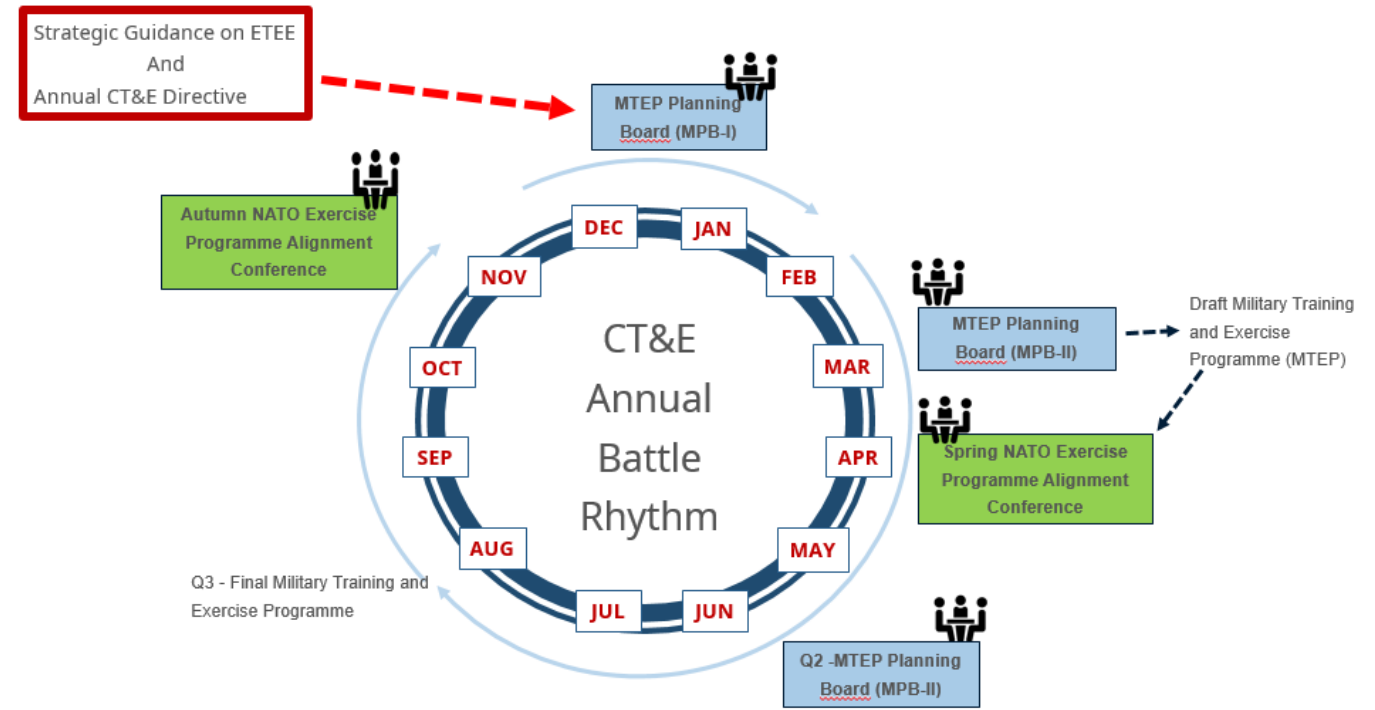 Strategic Guidance on ETEE
And
Annual CT&E Directive
MTEP Planning
Board (MPB-I)
Autumn NATO Exercise
Programme Alignment
Conference
DEC
JAN
NOV
FEB
MTEP Planning
Board (MPB-II)
Draft Military Training
and Exercise
Programme (MTEP)
OCT
MAR
CT&E
Annual
Battle
Rhythm
SEP
APR
Spring NATO Exercise
Programme Alignment
Conference
AUG
MAY
Q3 - Final Military Training and
Exercise Programme
JUL
JUN
Q2 -MTEP Planning
Board (MPB-II)